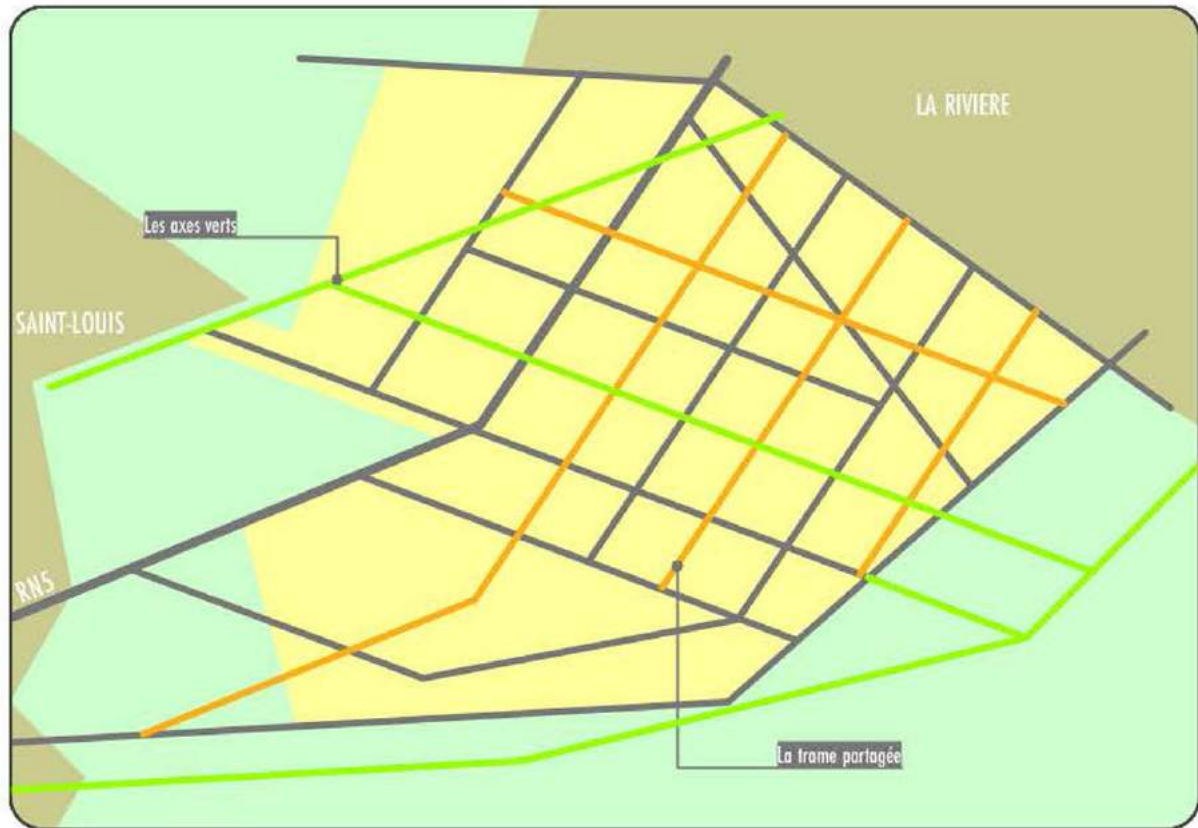 LA RIVIERE
Les axes verts
SAINT-LOUIS
RN5
La trame partagée